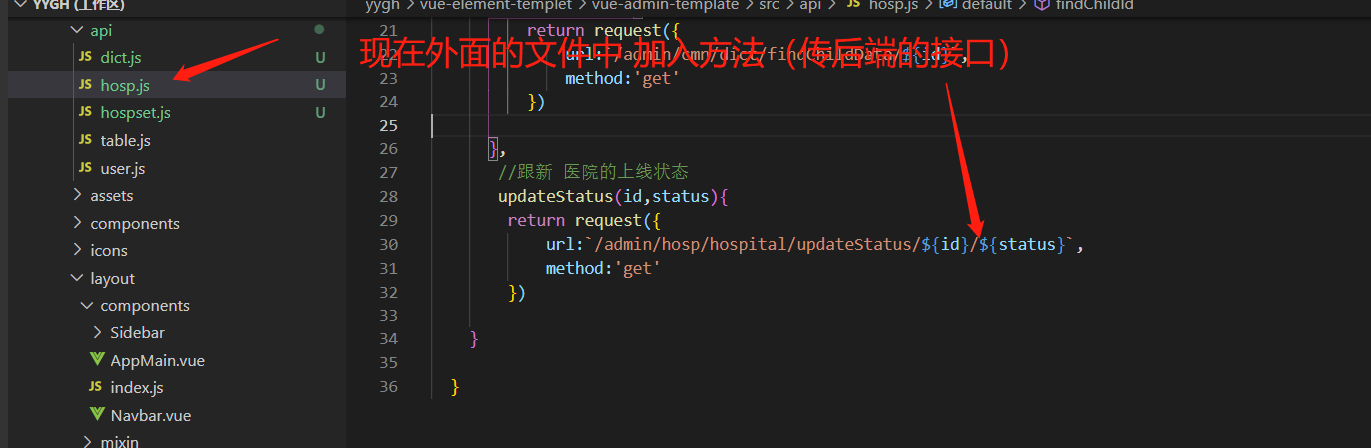 YYGH (工作区)
api
JS dict.js U
JS hosp.js U
JS hospset.js U
JS table.js
JS user.js
assets
components
icons
layout
components
Sidebar
AppMain.vue
JS index.js
Navbar.vue
mixin
yygh > vue-element-templet > vue-admin-template > src > api > JS hosp.js > default > findChildId
现在外面的文件中 加入方法（传后端的接口）
21 return request({
22 url:`/admin/cmn/dict/findChildData/${id}`,
23 method:'get'
24 })
25
26 },
27 //跟新 医院的上线状态
28 updateStatus(id,status){
29 return request({
30 url:`/admin/hosp/hospital/updateStatus/${id}/${status}`,
31 method:'get'
32 })
33
34 }
35
36 }